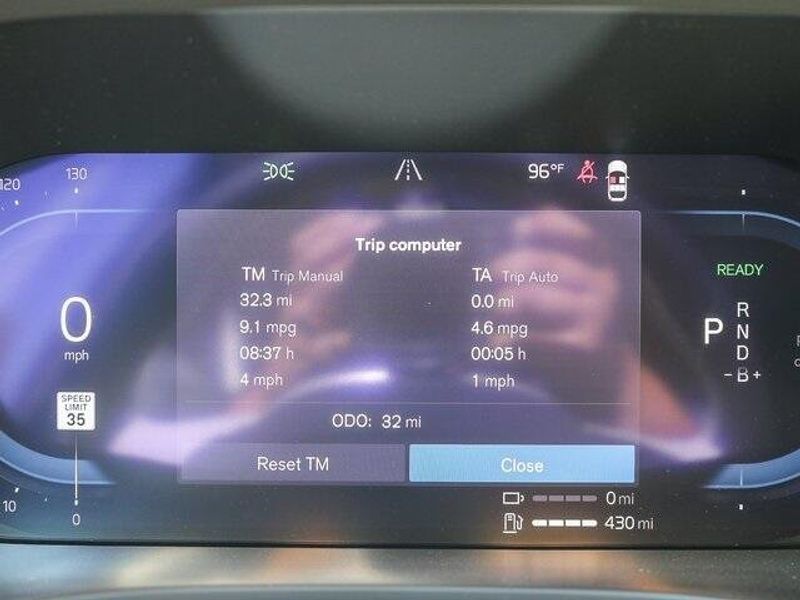 96°F
120 130
Trip computer
READY
TM Trip Manual TA Trip Auto
32.3 mi 0.0 mi
9.1 mpg 4.6 mpg
08:37 h 00:05 h
4 mph 1 mph
0
mph
P
R
N
D
- B +
SPEED
LIMIT
35
ODO: 32 mi
Reset TM Close
10 0
0 mi
430 mi